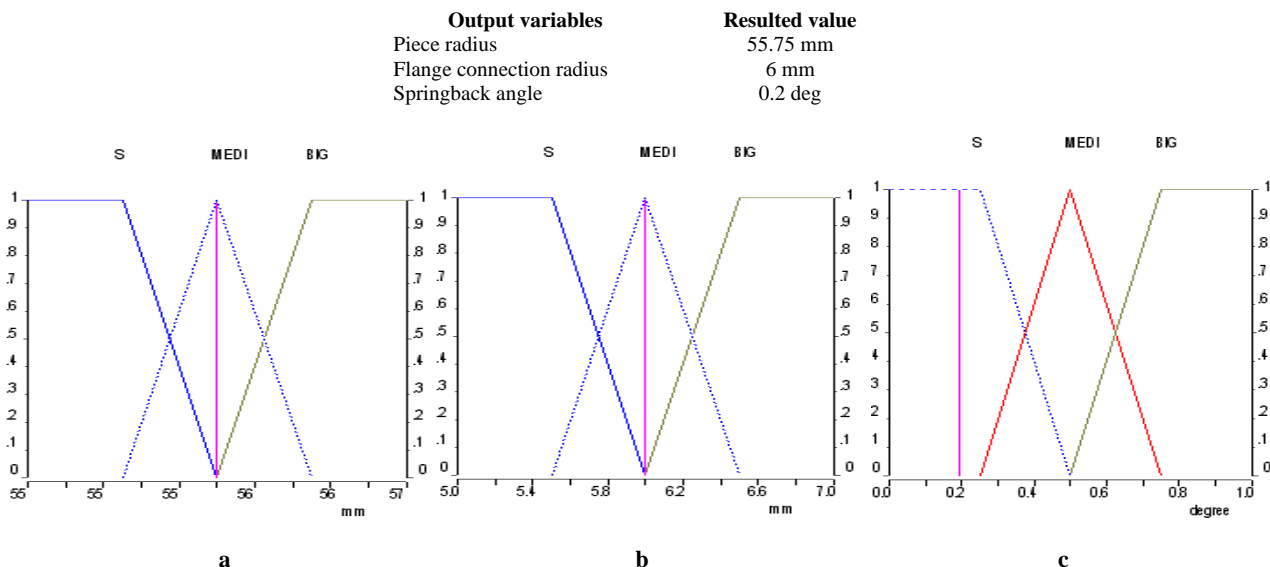 Output variables Resulted value
Piece radius 55.75 mm
Flange connection radius 6 mm
Springback angle 0.2 deg
S MEDI BIG
1 1
.9 .9
.8 .8
.7 .7
.6 .6
.5 .5
.4 .4
.3 .3
.2 .2
.1 .1
0 0
55 55 55 56 56 57
mm
a
S MEDI BIG
1 1
.9 .9
.8 .8
.7 .7
.6 .6
.5 .5
.4 .4
.3 .3
.2 .2
.1 .1
0 0
5.0 5.4 5.8 6.2 6.6 7.0
mm
b
S MEDI BIG
1 1
9 .9
8 .8
7 .7
6 .6
5 .5
4 .4
3 .3
2 .2
1 .1
0 0
0.0 0.2 0.4 0.6 0.8 1.0
degree
c